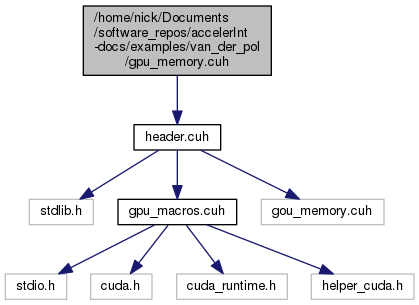 /home/nick/Documents
/software_repos/accelerInt
-docs/examples/van_der_pol
/gpu_memory.cuh
header.cuh
stdlib.h
gpu_macros.cuh
gou_memory.cuh
stdio.h
cuda.h
cuda_runtime.h
helper_cuda.h